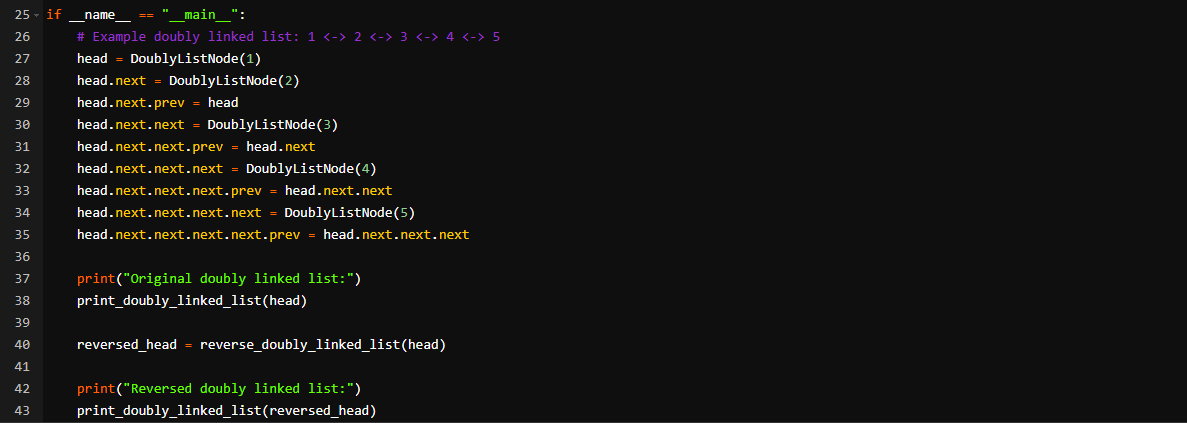 25 if __name__ == "__main__":
26     # Example doubly linked list: 1 <-> 2 <-> 3 <-> 4 <-> 5
27     head = DoublyListNode(1)
28     head.next = DoublyListNode(2)
29     head.next.prev = head
30     head.next.next = DoublyListNode(3)
31     head.next.next.prev = head.next
32     head.next.next.next = DoublyListNode(4)
33     head.next.next.next.prev = head.next.next
34     head.next.next.next.next = DoublyListNode(5)
35     head.next.next.next.next.prev = head.next.next.next
36
37     print("Original doubly linked list:")
38     print_doubly_linked_list(head)
39
40     reversed_head = reverse_doubly_linked_list(head)
41
42     print("Reversed doubly linked list:")
43     print_doubly_linked_list(reversed_head)